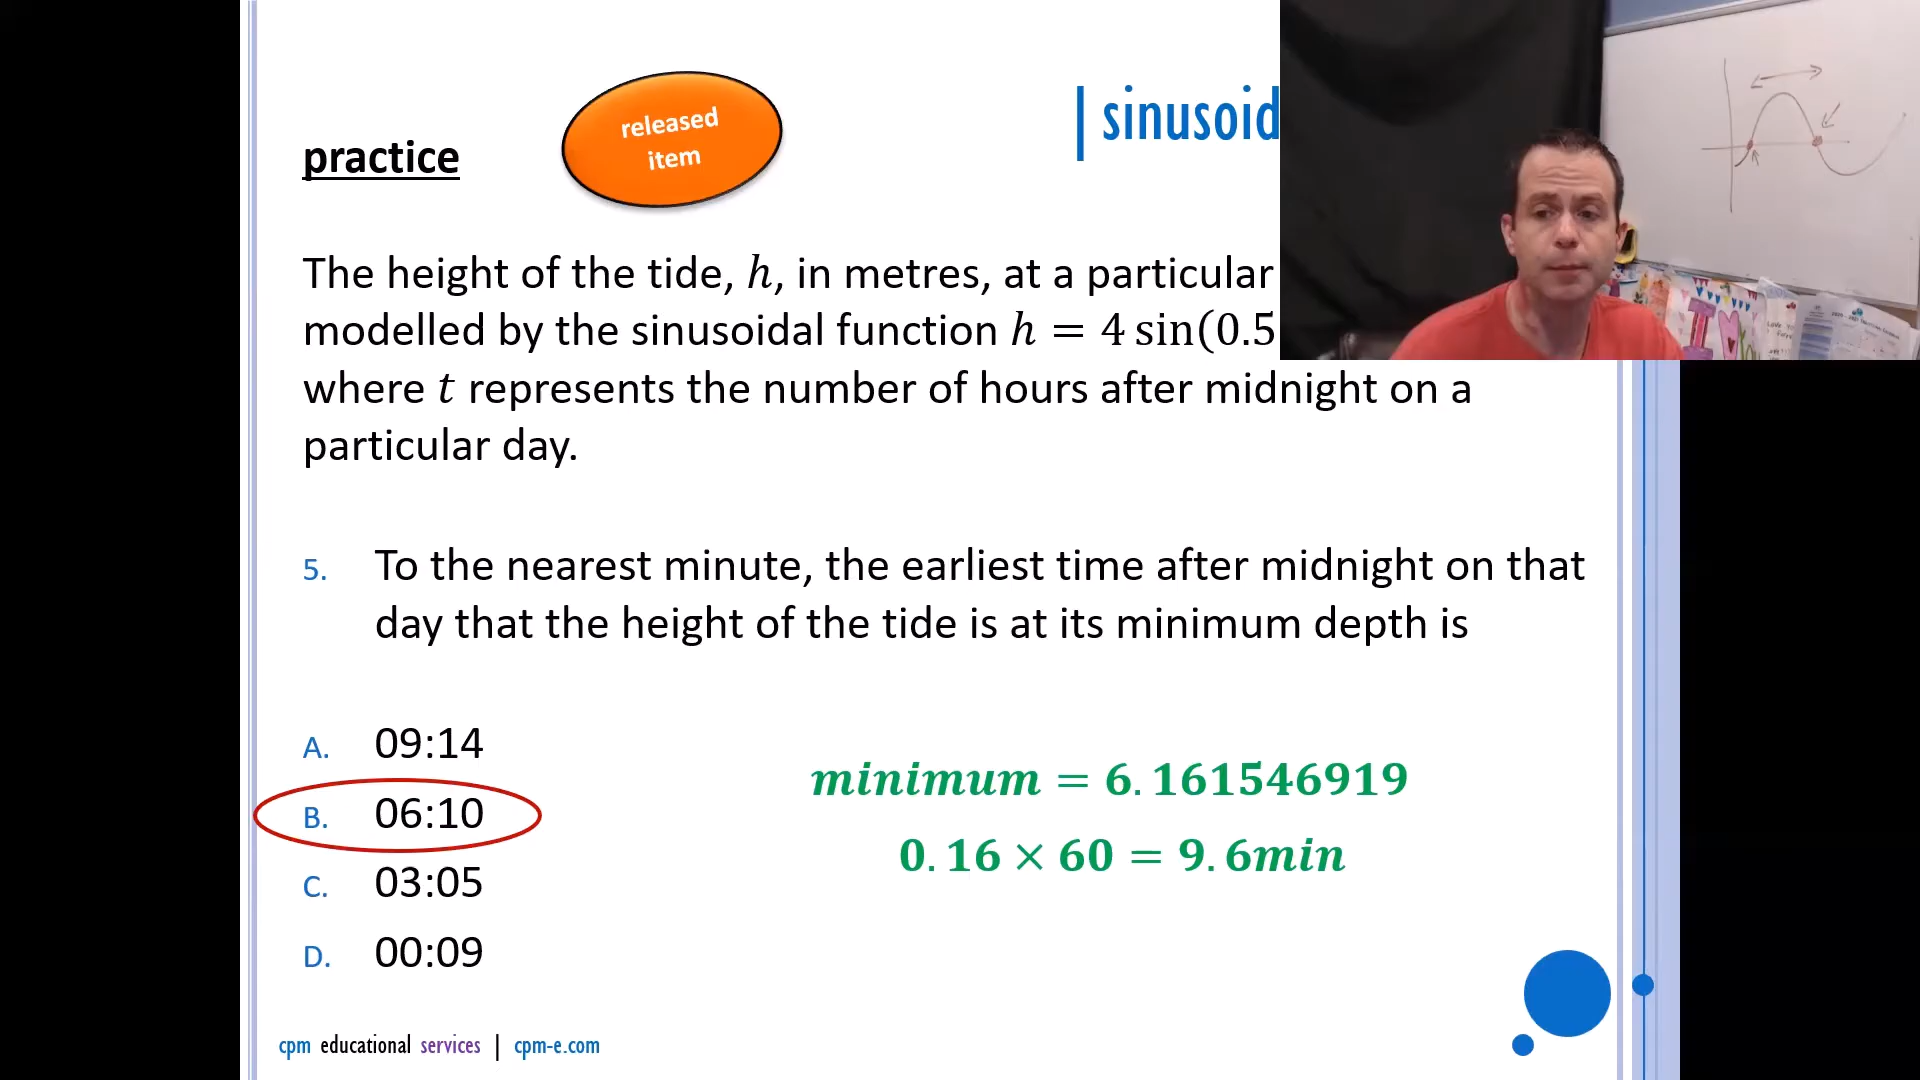 practice
released
item
The height of the tide, h, in metres, at a particular
modelled by the sinusoidal function h = 4 sin(0.5
where t represents the number of hours after midnight on a
particular day.
5. To the nearest minute, the earliest time after midnight on that
day that the height of the tide is at its minimum depth is
A. 09:14
B. 06:10
C. 03:05
D. 00:09
minimum = 6.161546919
0.16 × 60 = 9.6min
cpm educational services | cpm-e.com